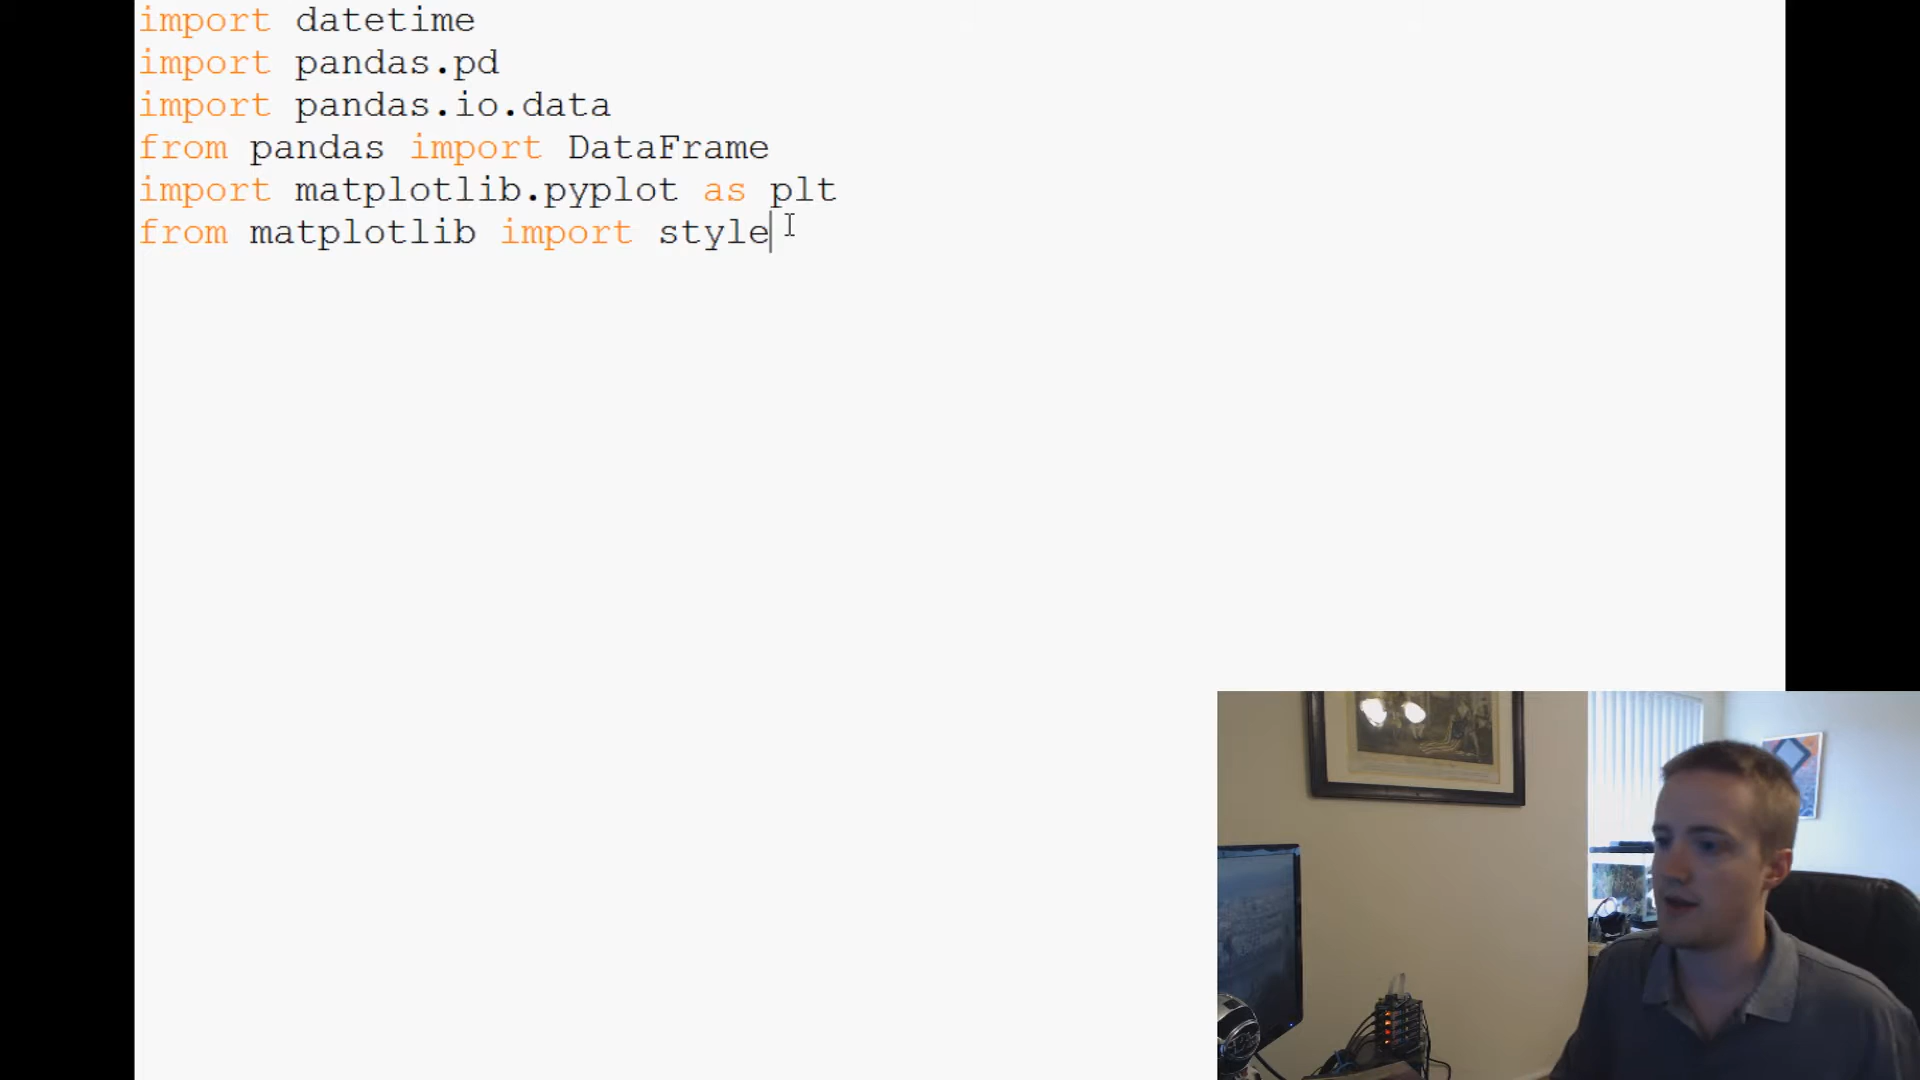 import datetime
import pandas.pd
import pandas.io.data
from pandas import DataFrame
import matplotlib.pyplot as plt
from matplotlib import style